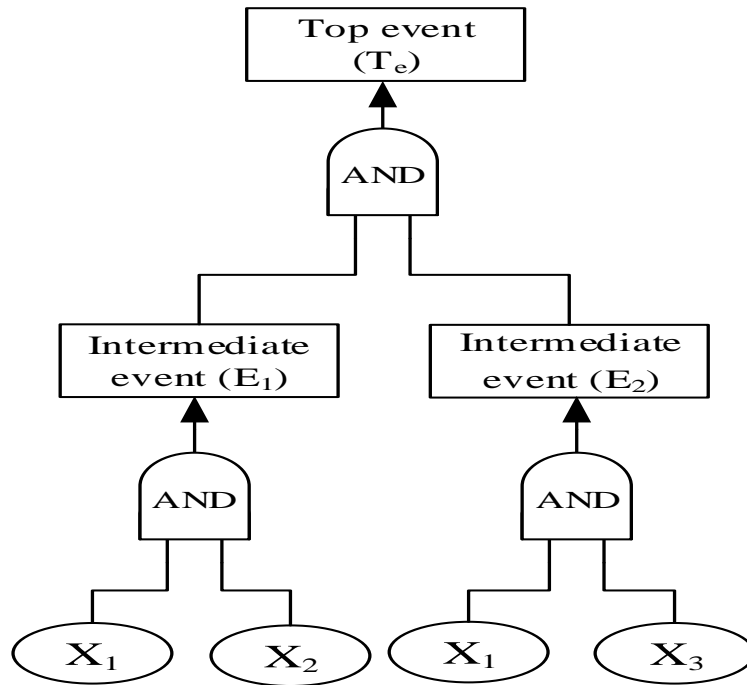 Top event
(Tₑ)
AND
Intermediate
event (E₁)
Intermediate
event (E₂)
AND
AND
X₁
X₂
X₁
X₃